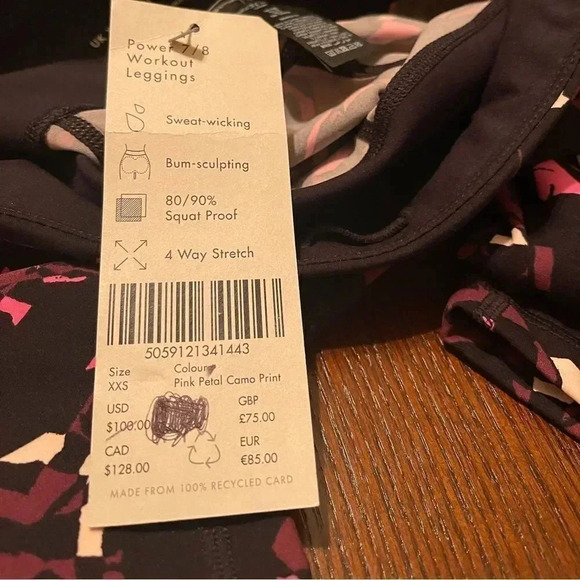 Power 7/8
Workout
Leggings
Sweat-wicking
Bum-sculpting
80/90%
Squat Proof
4 Way Stretch
5059121341443
Size
XXS
Colour
Pink Petal Camo Print
USD
$100.00
GBP
£75.00
CAD
$128.00
EUR
€85.00
MADE FROM 100% RECYCLED CARD
UK